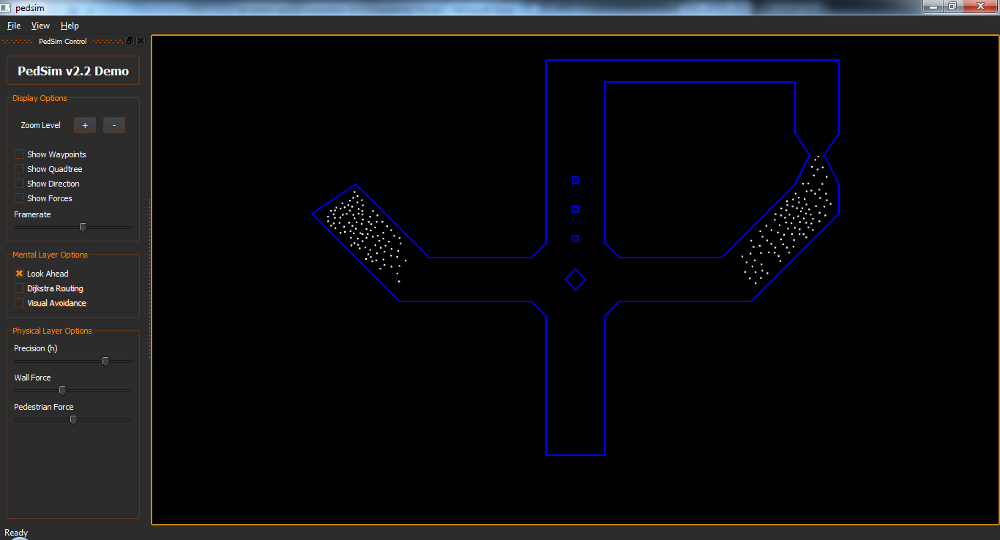 pedsim
File View Help
PedSim Control
PedSim v2.2 Demo
Display Options
Zoom Level + -
Show Waypoints
Show Quadtree
Show Direction
Show Forces
Framerate
Mental Layer Options
Look Ahead
Dijkstra Routing
Visual Avoidance
Physical Layer Options
Precision (h)
Wall Force
Pedestrian Force
Ready